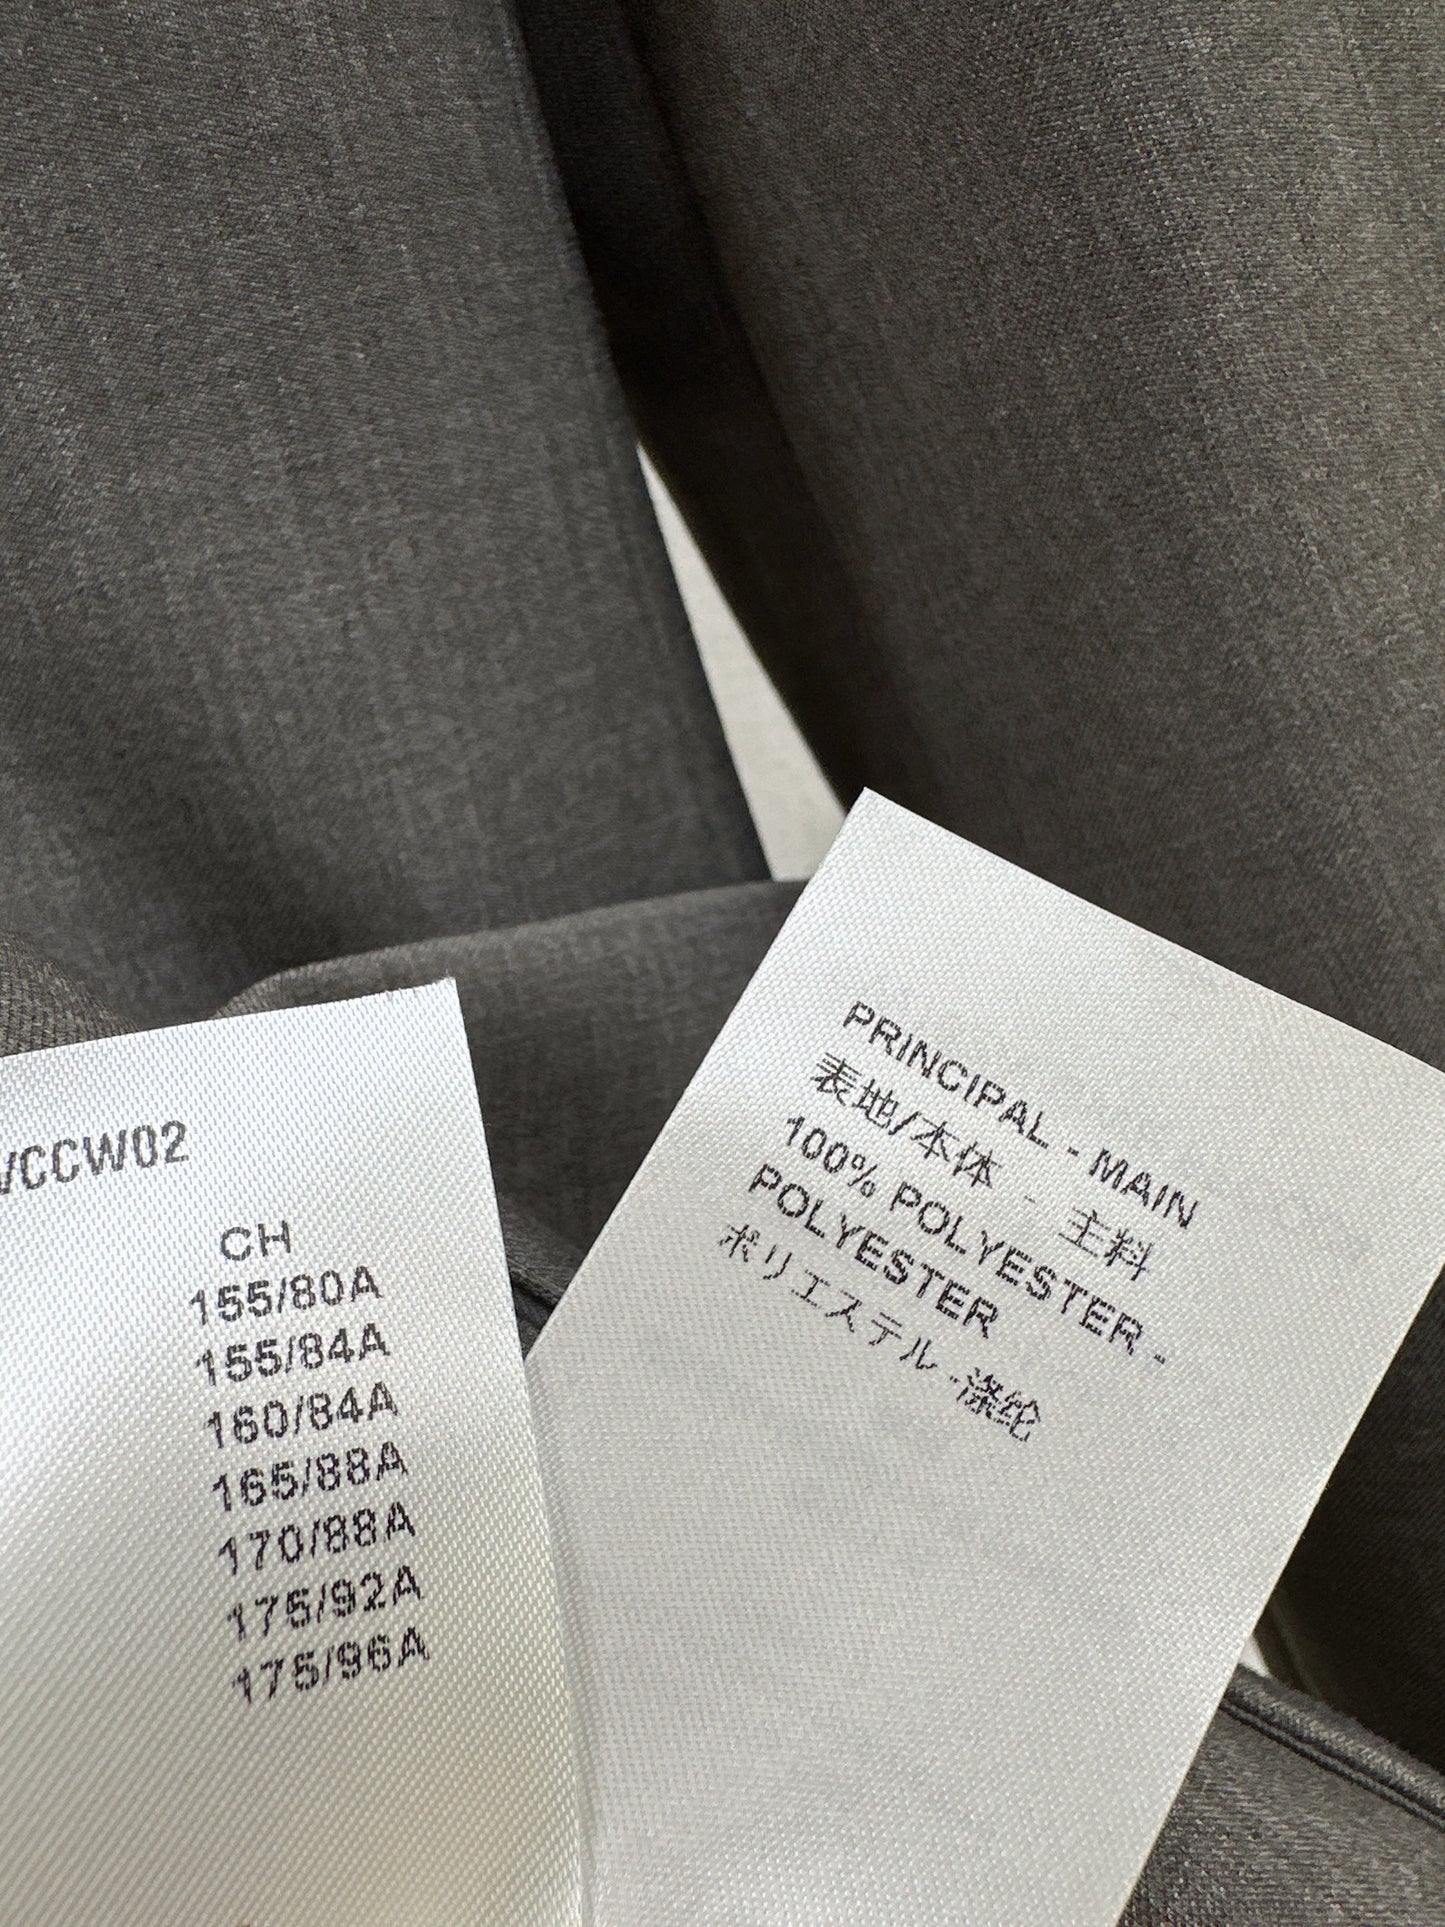 VCCW02
CH
155/80A
155/84A
160/84A
165/88A
170/88A
175/92A
175/96A
PRINCIPAL - MAIN
表地/本体 - 主料
100% POLYESTER -
POLYESTER
ポリエステル -涤纶